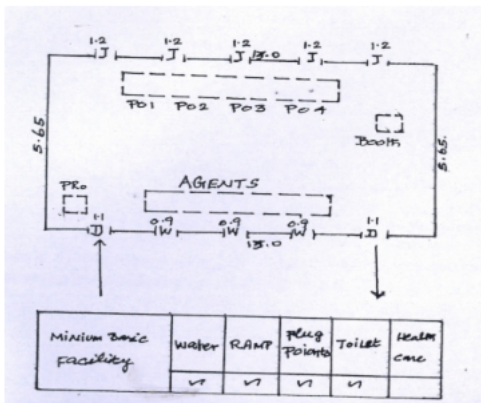 1.2 1.2 1.2 1.2 1.2
J J J 13.0 J J
PO1 PO2 PO3 PO4
5.65
5.65
Booth
PRO
AGENTS
1.1 0.9 0.9 0.9 1.1
D W W W D
13.0
Minium Basic
Facility
Water
RAMP
Plug
Points
Toilet
Health
care